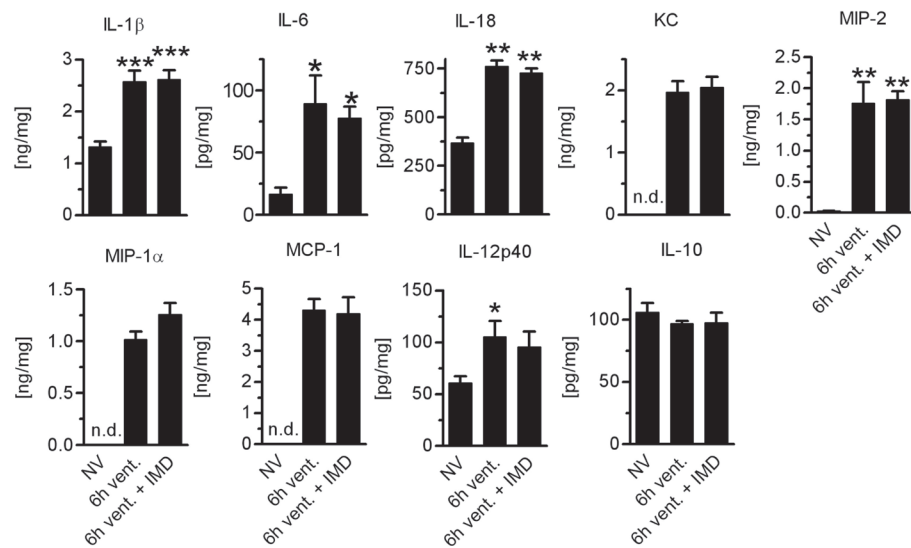 IL-1β
IL-6
IL-18
KC
MIP-2
[ng/mg]
3
2
1
0
***
***
[pg/mg]
100
75
50
25
0
*
*
[pg/mg]
750
500
250
0
**
**
[ng/mg]
3
2
1
0
n.d.
[ng/mg]
2.5
2.0
1.5
1.0
0.5
0.0
**
**
NV
6h vent.
6h vent. + IMD
MIP-1α
MCP-1
IL-12p40
IL-10
[ng/mg]
1.5
1.0
0.5
0.0
n.d.
NV
6h vent.
6h vent. + IMD
[ng/mg]
5
4
3
2
1
0
n.d.
NV
6h vent.
6h vent. + IMD
[pg/mg]
150
100
50
0
*
NV
6h vent.
6h vent. + IMD
[pg/mg]
100
50
0
NV
6h vent.
6h vent. + IMD